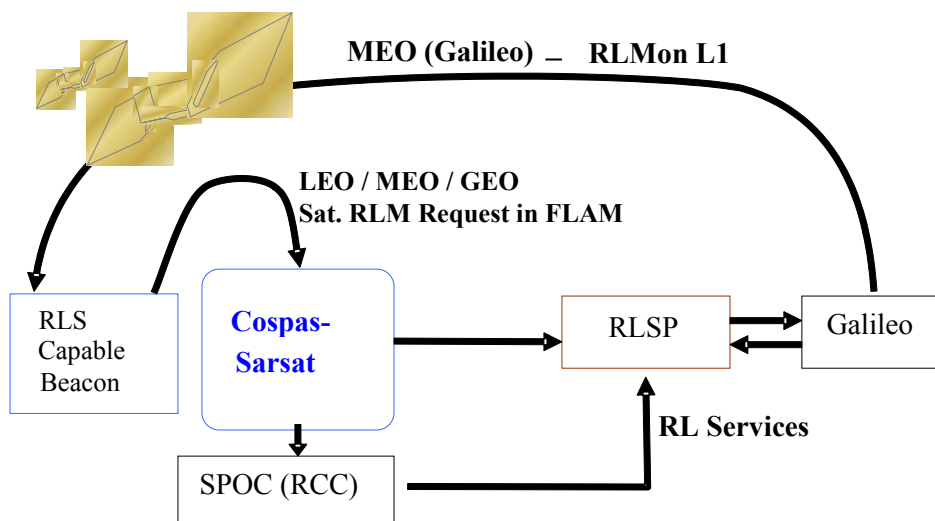 MEO (Galileo) – RLMon L1
LEO / MEO / GEO
Sat. RLM Request in FLAM
RLS
Capable
Beacon
Cospas-
Sarsat
RLSP
Galileo
RL Services
SPOC (RCC)